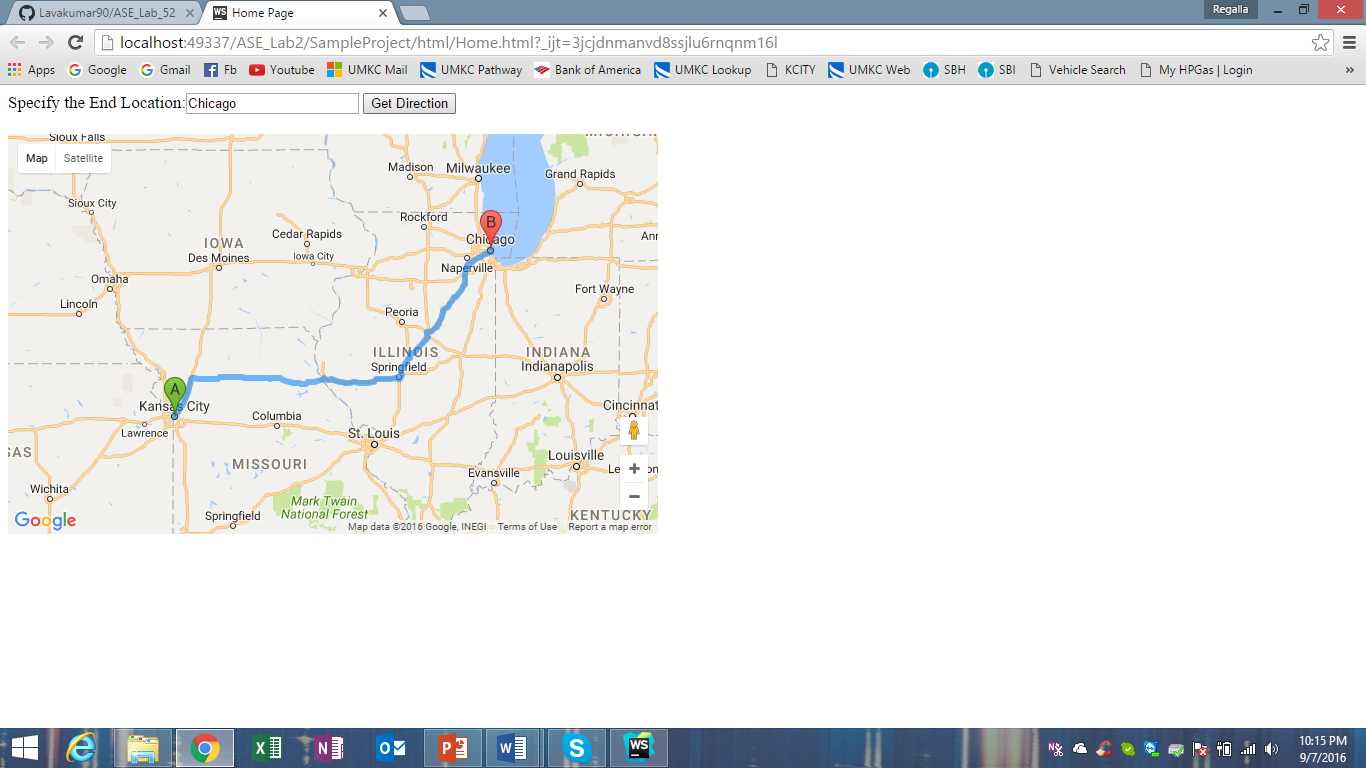 Regalla
Lavakumar90/ASE_Lab_52
Home Page
localhost:49337/ASE_Lab2/SampleProject/html/Home.html?_ijt=3jcjdnmanvd8ssjlu6rnqnm16l
Apps Google Gmail Fb Youtube UMKC Mail UMKC Pathway Bank of America UMKC Lookup KCITY UMKC Web SBH SBI Vehicle Search My HPGas | Login »
Specify the End Location: Chicago Get Direction
Sioux Falls
Map Satellite
Madison
Milwaukee
Grand Rapids
Sioux City
Rockford
B
Cedar Rapids
Chicago
Ann
IOWA
Des Moines
Iowa City
Naperville
Omaha
Fort Wayne
Lincoln
Peoria
ILLINOIS
INDIANA
Springfield
Indianapolis
A
Kansas City
Columbia
Cincinnat
Lawrence
St. Louis
SAS
MISSOURI
Louisville
Evansville
Wichita
Mark Twain
National Forest
Springfield
KENTUCKY
Google
Map data ©2016 Google, INEGI Terms of Use Report a map error
10:15 PM
9/7/2016